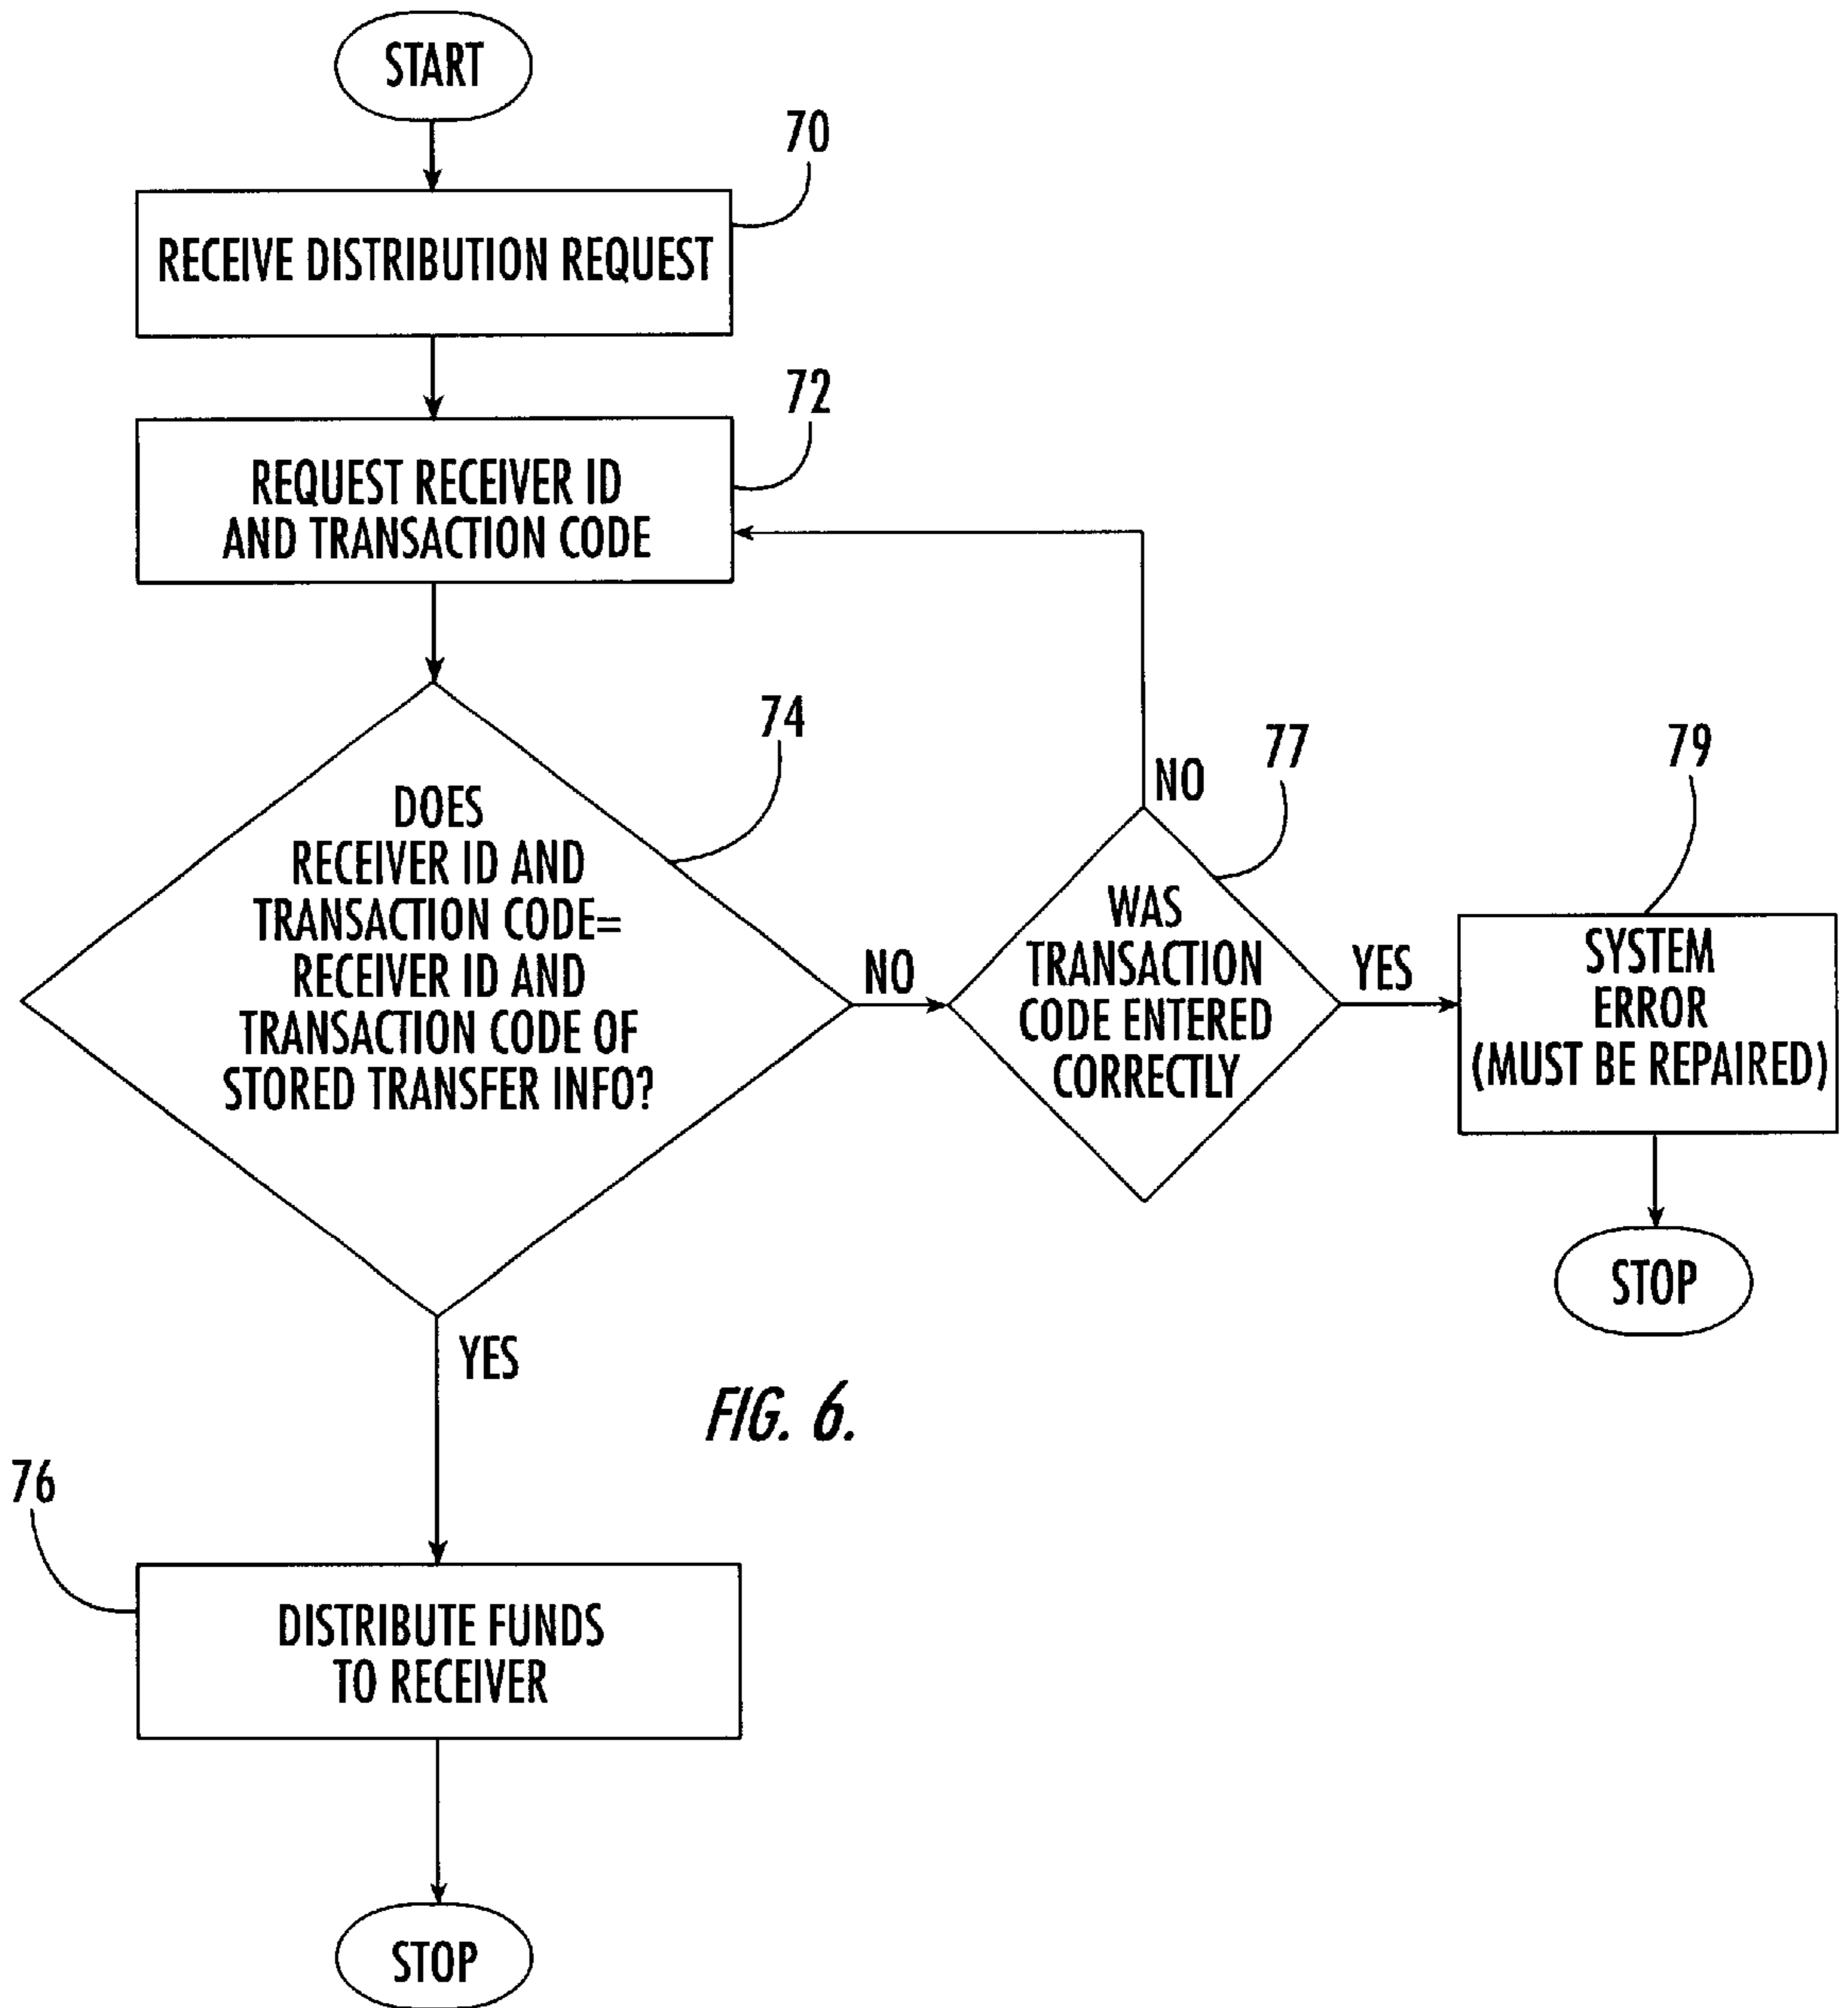 START
70
RECEIVE DISTRIBUTION REQUEST
72
REQUEST RECEIVER ID
AND TRANSACTION CODE
74
DOES
RECEIVER ID AND
TRANSACTION CODE=
RECEIVER ID AND
TRANSACTION CODE OF
STORED TRANSFER INFO?
NO
77
NO
WAS
TRANSACTION
CODE ENTERED
CORRECTLY
YES
79
SYSTEM
ERROR
(MUST BE REPAIRED)
STOP
YES
FIG. 6.
76
DISTRIBUTE FUNDS
TO RECEIVER
STOP